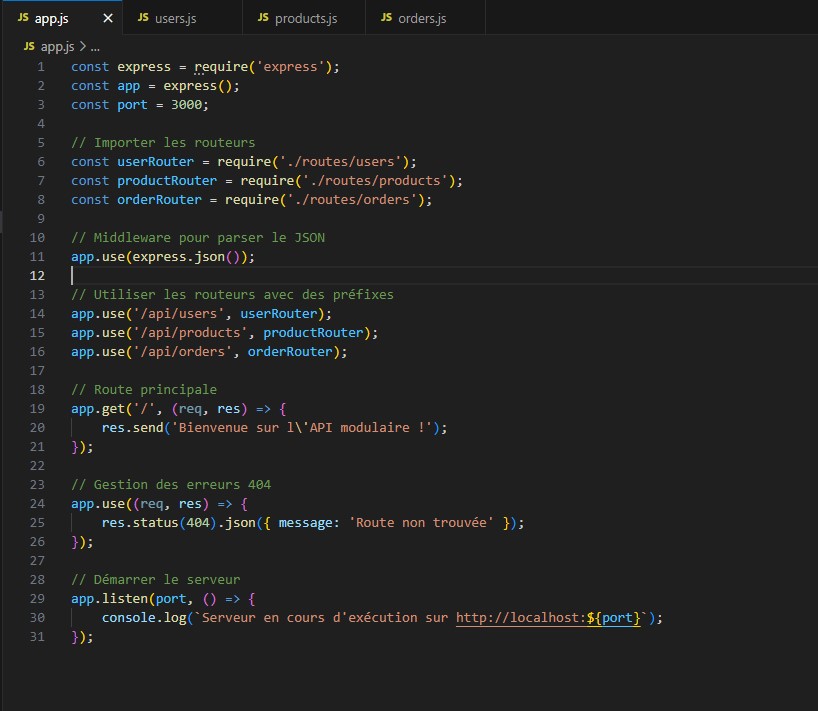 JS app.js × JS users.js JS products.js JS orders.js
JS app.js > ...
1 const express = require('express');
2 const app = express();
3 const port = 3000;
4
5 // Importer les routeurs
6 const userRouter = require('./routes/users');
7 const productRouter = require('./routes/products');
8 const orderRouter = require('./routes/orders');
9
10 // Middleware pour parser le JSON
11 app.use(express.json());
12
13 // Utiliser les routeurs avec des préfixes
14 app.use('/api/users', userRouter);
15 app.use('/api/products', productRouter);
16 app.use('/api/orders', orderRouter);
17
18 // Route principale
19 app.get('/', (req, res) => {
20     res.send('Bienvenue sur l\'API modulaire !');
21 });
22
23 // Gestion des erreurs 404
24 app.use((req, res) => {
25     res.status(404).json({ message: 'Route non trouvée' });
26 });
27
28 // Démarrer le serveur
29 app.listen(port, () => {
30     console.log(`Serveur en cours d'exécution sur http://localhost:${port}`);
31 });